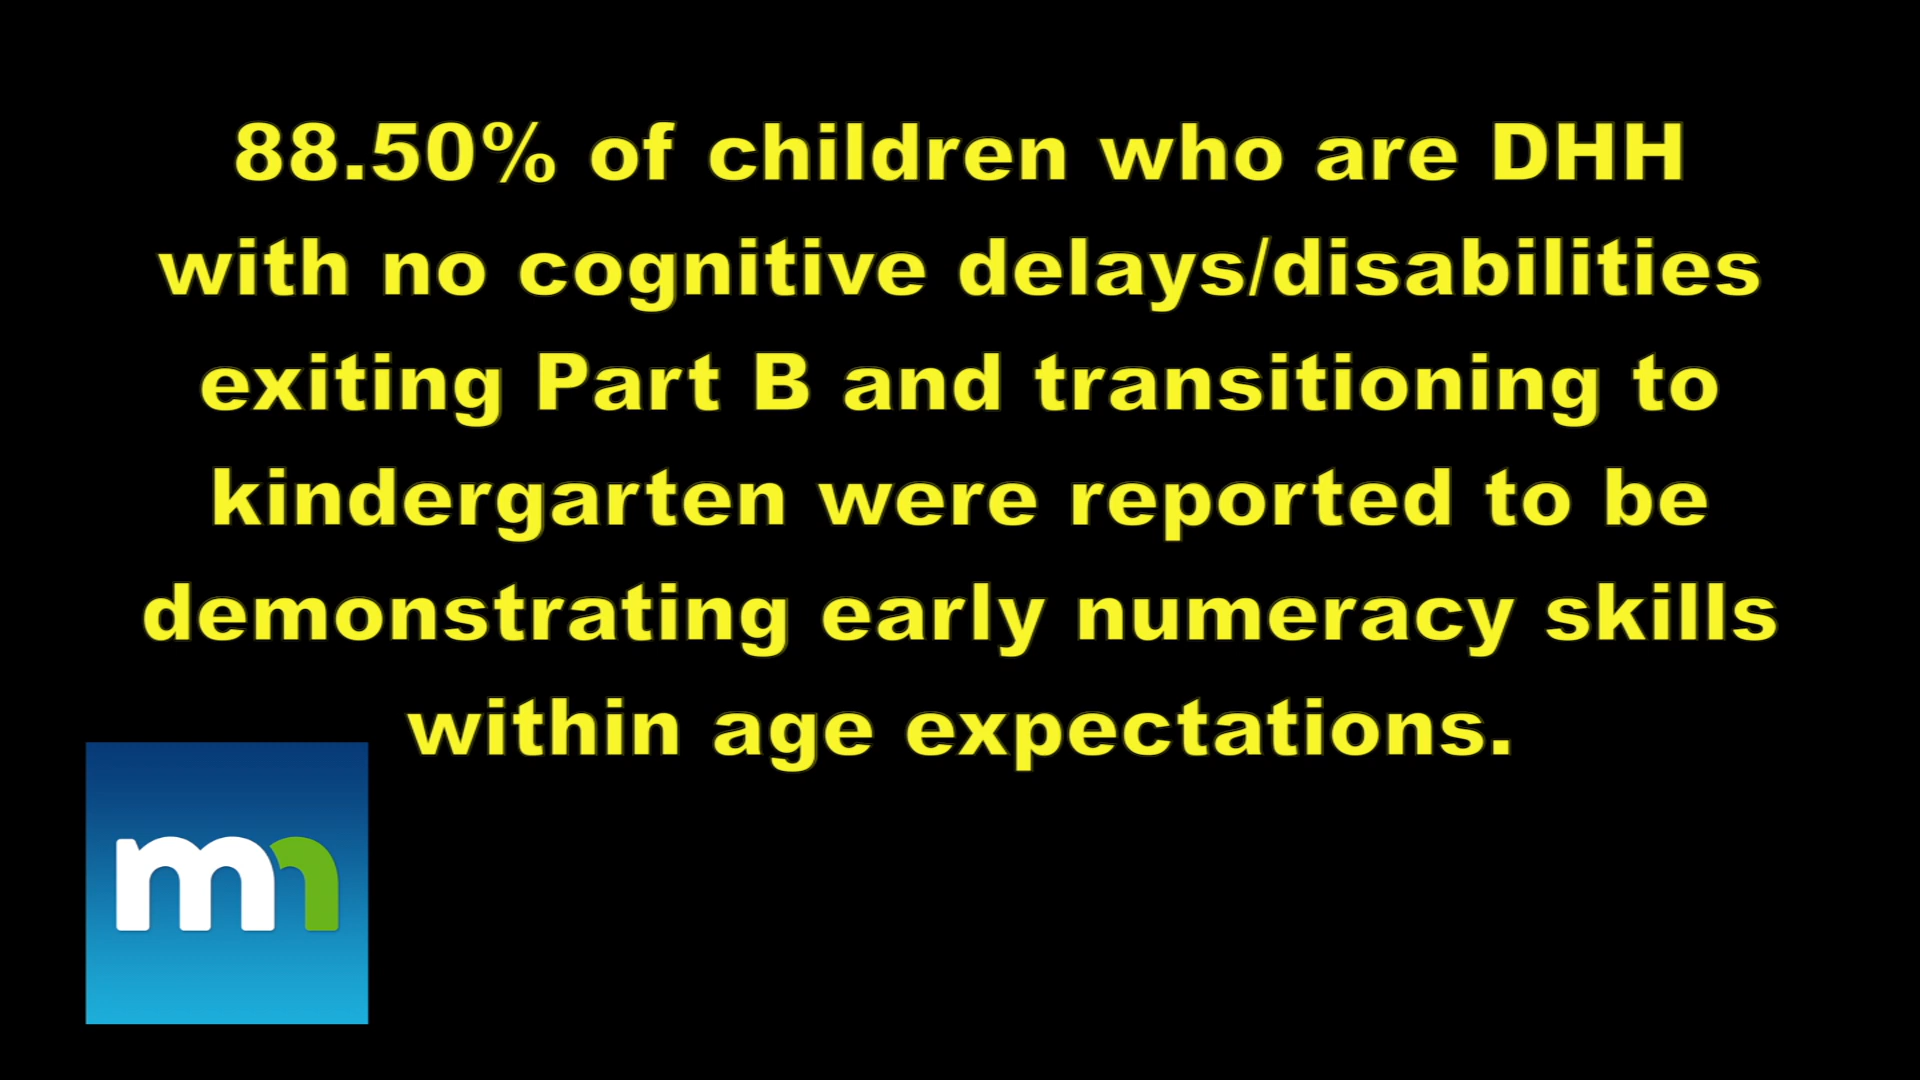 88.50% of children who are DHH
with no cognitive delays/disabilities
exiting Part B and transitioning to
kindergarten were reported to be
demonstrating early numeracy skills
within age expectations.
mn